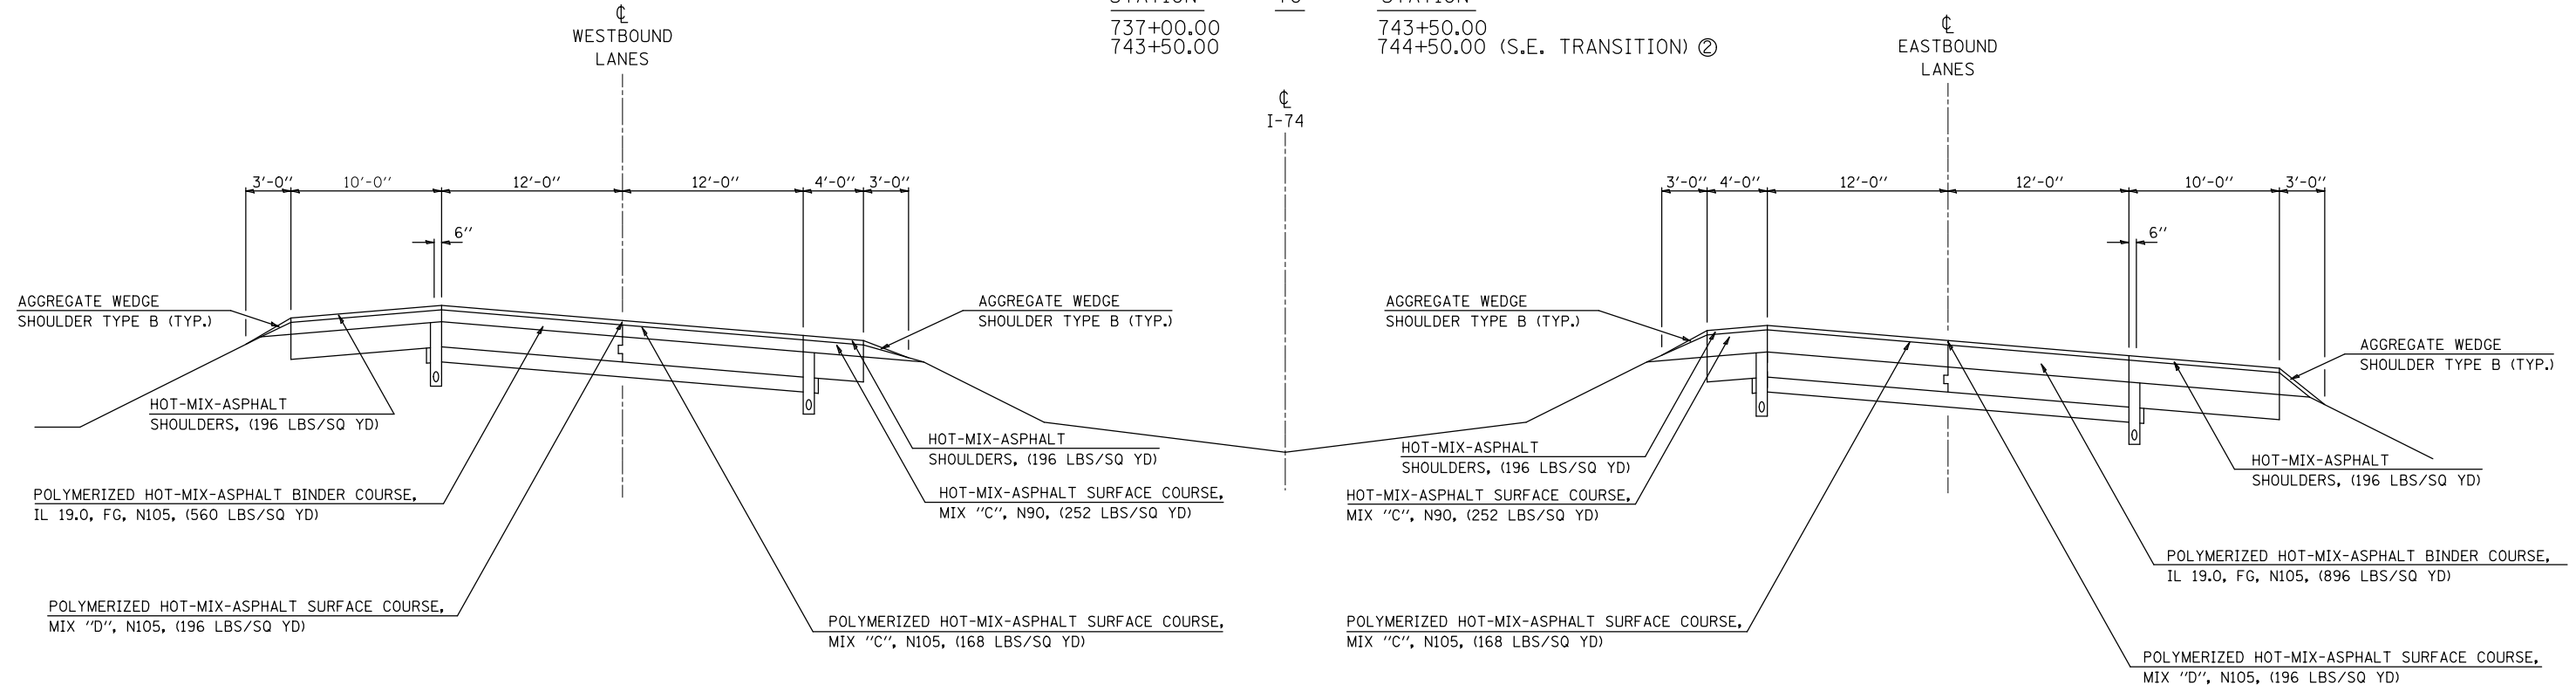 STATION TO STATION
737+00.00 743+50.00
743+50.00 744+50.00 (S.E. TRANSITION) ②
℄
WESTBOUND
LANES
℄
EASTBOUND
LANES
℄
I-74
3'-0" 10'-0" 12'-0" 12'-0" 4'-0" 3'-0"
3'-0" 4'-0" 12'-0" 12'-0" 10'-0" 3'-0"
6"
6"
AGGREGATE WEDGE
SHOULDER TYPE B (TYP.)
AGGREGATE WEDGE
SHOULDER TYPE B (TYP.)
AGGREGATE WEDGE
SHOULDER TYPE B (TYP.)
AGGREGATE WEDGE
SHOULDER TYPE B (TYP.)
HOT-MIX-ASPHALT
SHOULDERS, (196 LBS/SQ YD)
HOT-MIX-ASPHALT
SHOULDERS, (196 LBS/SQ YD)
HOT-MIX-ASPHALT
SHOULDERS, (196 LBS/SQ YD)
HOT-MIX-ASPHALT
SHOULDERS, (196 LBS/SQ YD)
POLYMERIZED HOT-MIX-ASPHALT BINDER COURSE,
IL 19.0, FG, N105, (560 LBS/SQ YD)
HOT-MIX-ASPHALT SURFACE COURSE,
MIX "C", N90, (252 LBS/SQ YD)
HOT-MIX-ASPHALT SURFACE COURSE,
MIX "C", N90, (252 LBS/SQ YD)
POLYMERIZED HOT-MIX-ASPHALT BINDER COURSE,
IL 19.0, FG, N105, (896 LBS/SQ YD)
POLYMERIZED HOT-MIX-ASPHALT SURFACE COURSE,
MIX "D", N105, (196 LBS/SQ YD)
POLYMERIZED HOT-MIX-ASPHALT SURFACE COURSE,
MIX "C", N105, (168 LBS/SQ YD)
POLYMERIZED HOT-MIX-ASPHALT SURFACE COURSE,
MIX "C", N105, (168 LBS/SQ YD)
POLYMERIZED HOT-MIX-ASPHALT SURFACE COURSE,
MIX "D", N105, (196 LBS/SQ YD)